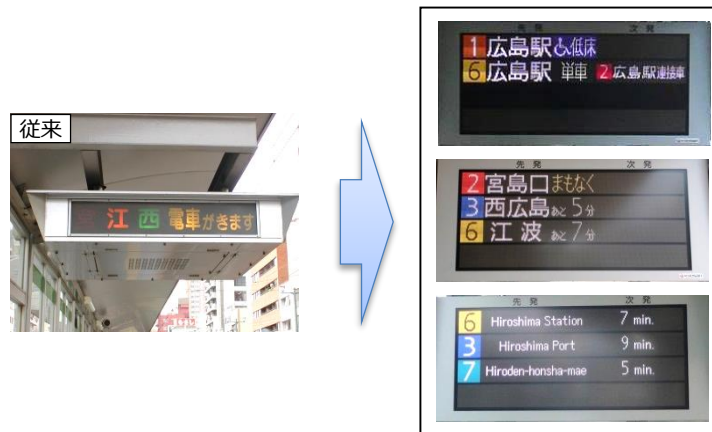 従来
江 西 電車がきます
先発 次発
1 広島駅 低床
6 広島駅 単車 2 広島駅 連接車
先発 次発
2 宮島口 まもなく
3 西広島 あと 5 分
6 江波 あと 7 分
先発 次発
6 Hiroshima Station 7 min.
3 Hiroshima Port 9 min.
7 Hiroden-honsha-mae 5 min.